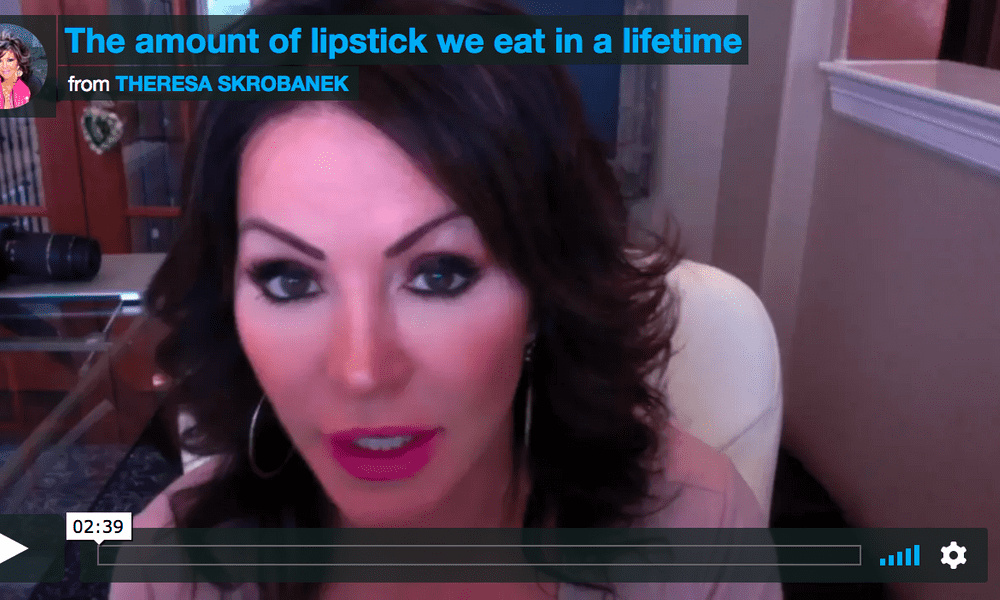 The amount of lipstick we eat in a lifetime
from THERESA SKROBANEK
02:39